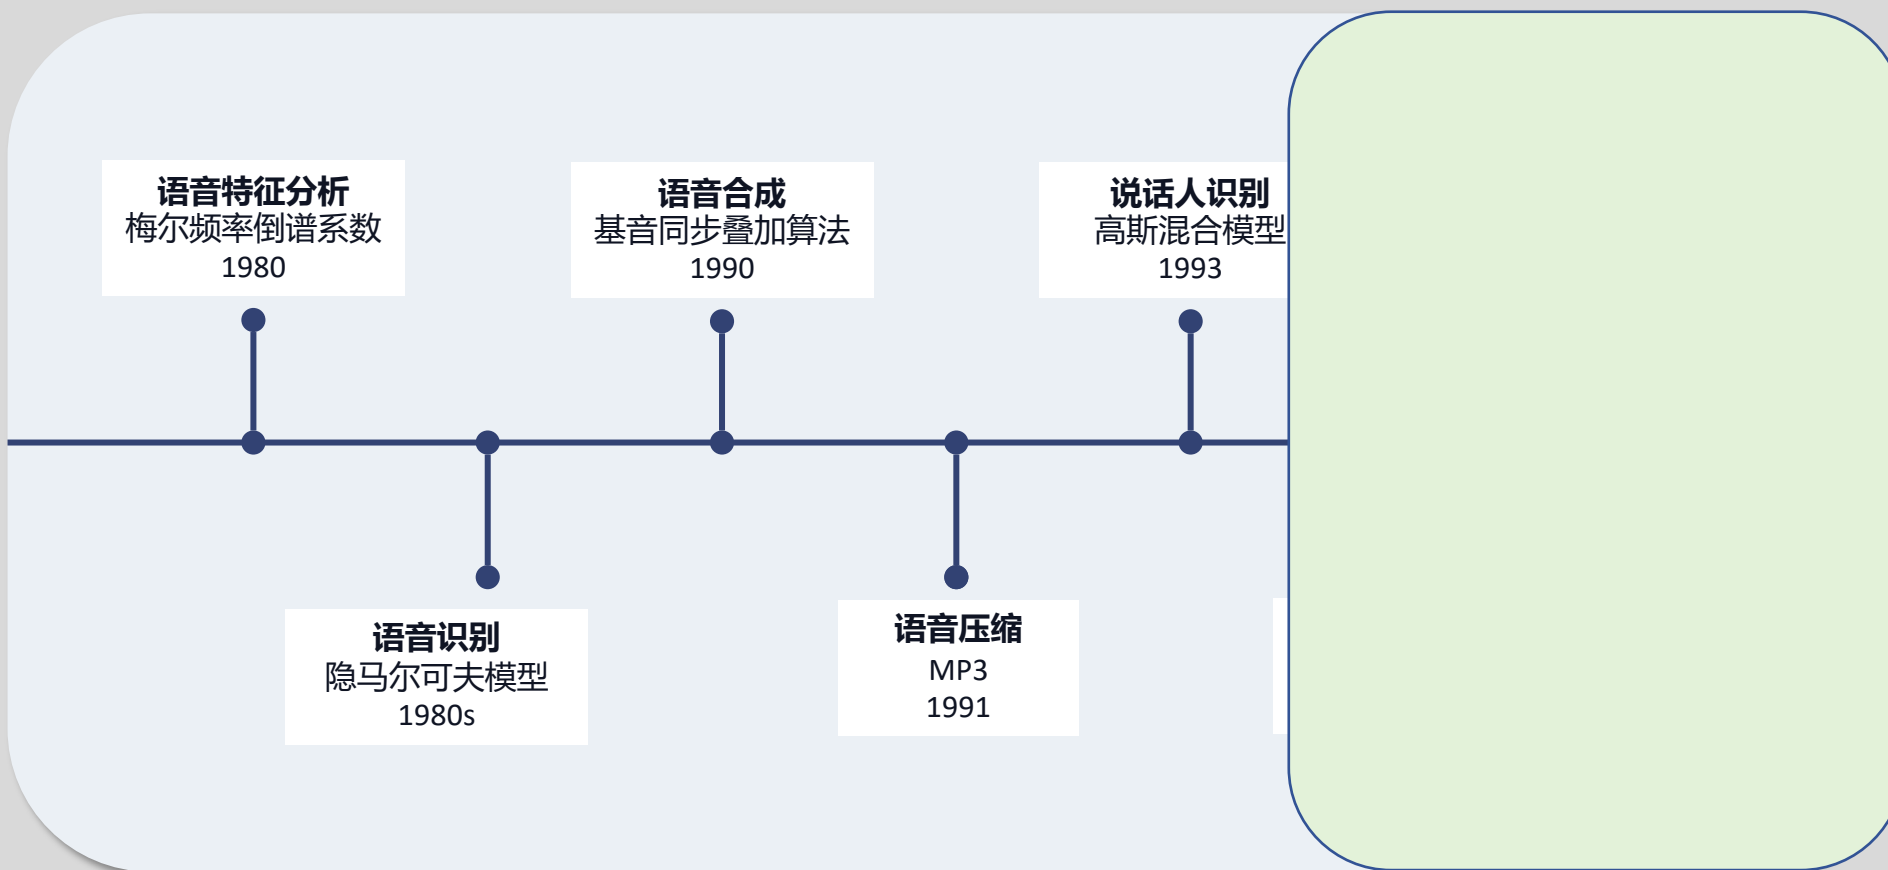 语音特征分析
梅尔频率倒谱系数
1980
语音合成
基音同步叠加算法
1990
说话人识别
高斯混合模型
1993
语音识别
隐马尔可夫模型
1980s
语音压缩
MP3
1991